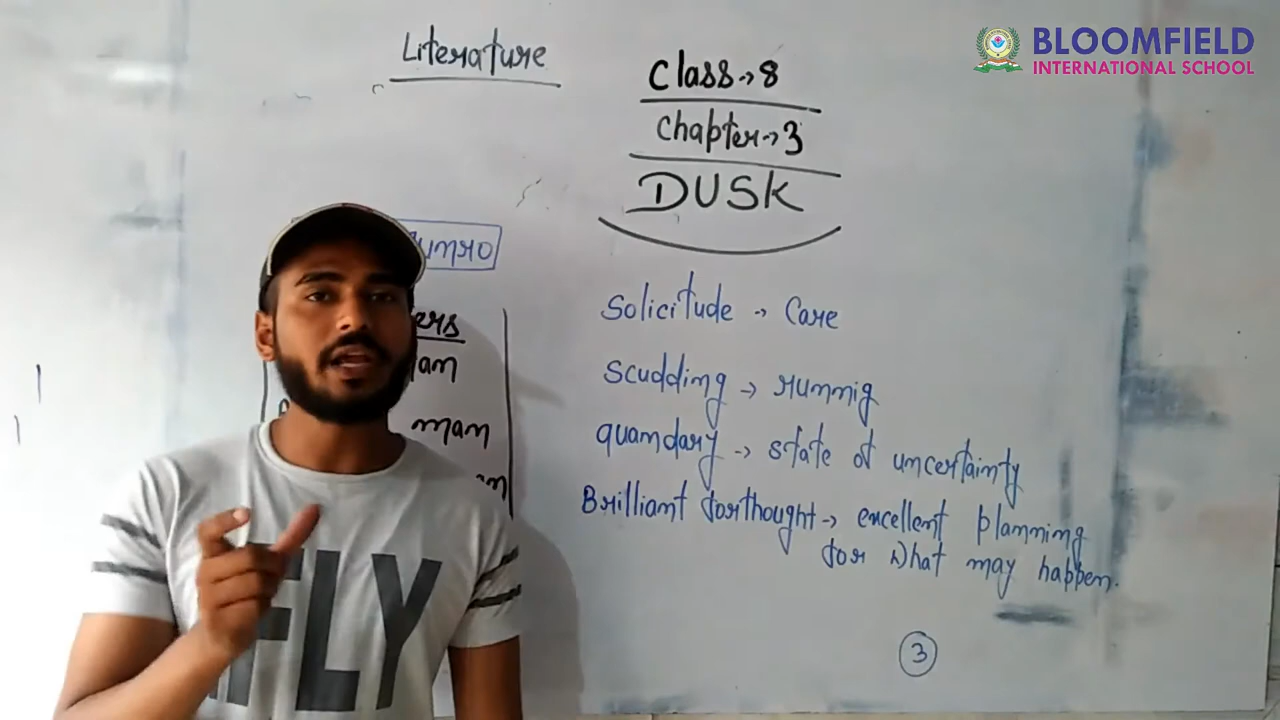 Literature
BLOOMFIELD
INTERNATIONAL SCHOOL
Class → 8
Chapter → 3
DUSK
Solicitude → Care
Scudding → runnig
quandary → state of uncertainty
Brilliant forthought → excellent planning
for what may happen.
3
FLY